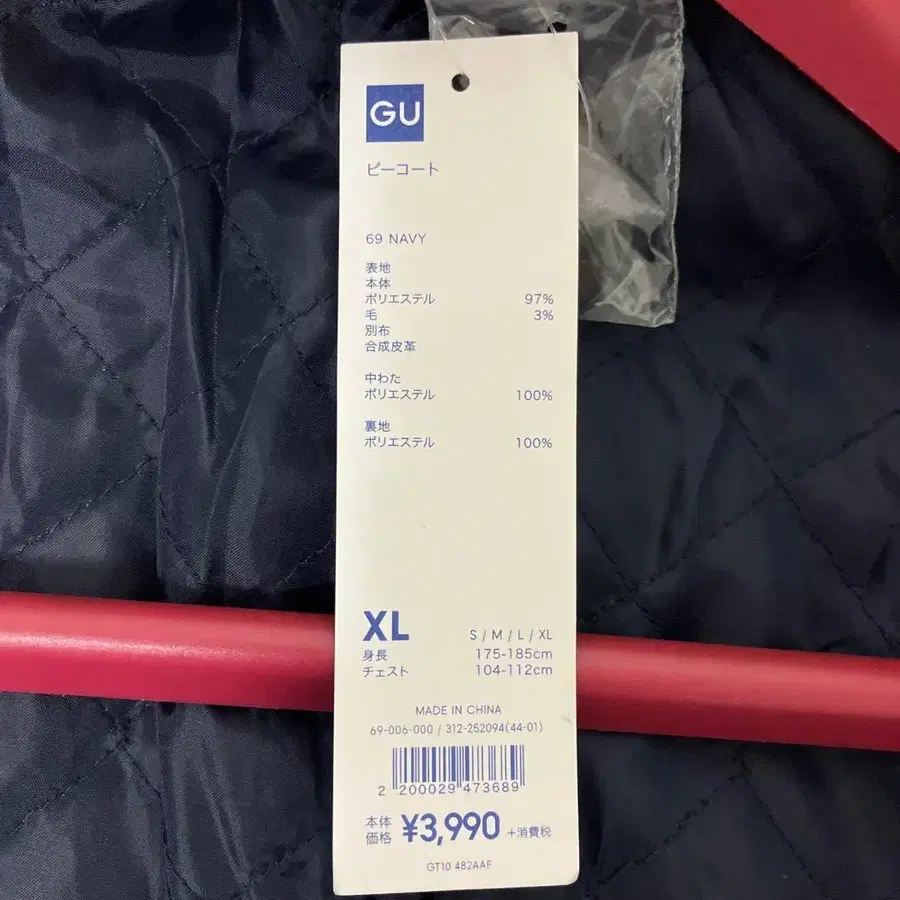 GU
ピーコート
69 NAVY
表地
本体
ポリエステル 97%
毛 3%
別布
合成皮革
中わた
ポリエステル 100%
裏地
ポリエステル 100%
XL S / M / L / XL
身長 175-185cm
チェスト 104-112cm
MADE IN CHINA
69-006-000 / 312-252094(44-01)
2 200029 473689
本体価格 ¥3,990 +消費税
GT10 482AAF